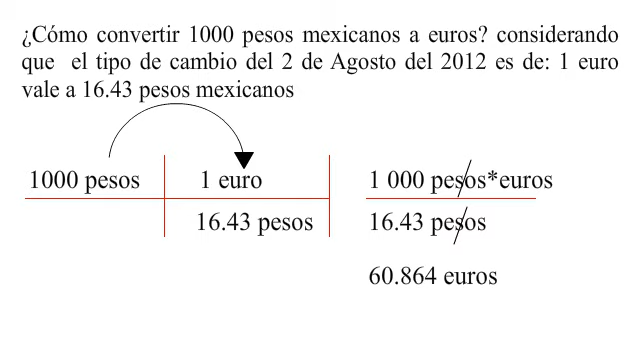 ¿Cómo convertir 1000 pesos mexicanos a euros? considerando
que el tipo de cambio del 2 de Agosto del 2012 es de: 1 euro
vale a 16.43 pesos mexicanos
1000 pesos 1 euro 1 000 pesos*euros
16.43 pesos 16.43 pesos
60.864 euros